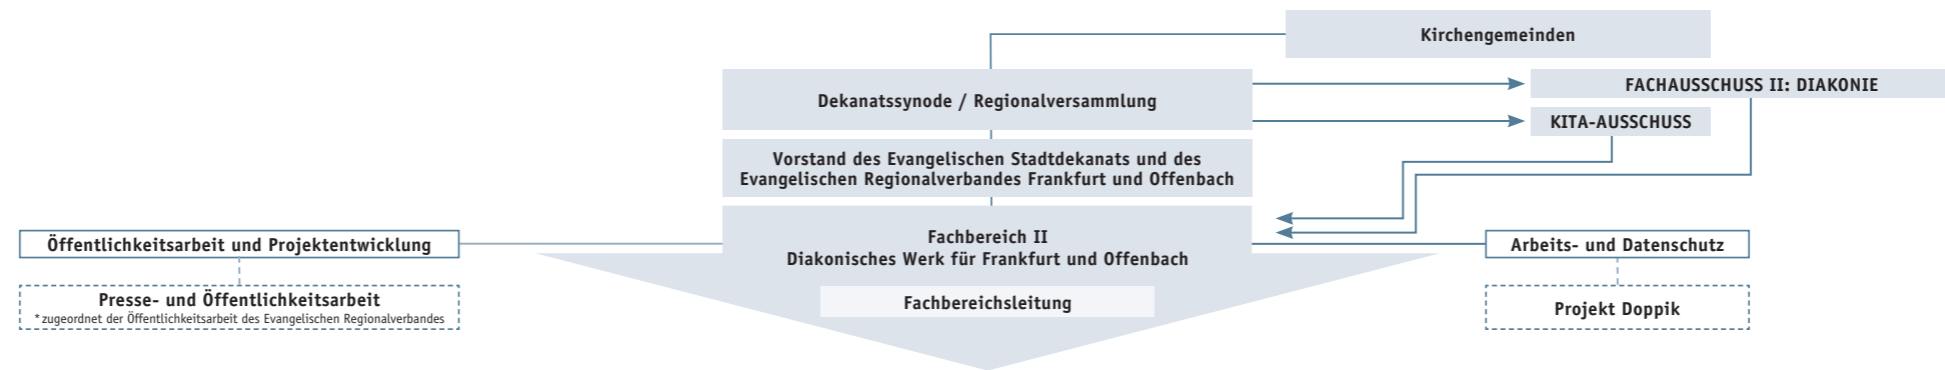 Kirchengemeinden
Dekanatssynode / Regionalversammlung
FACHAUSSCHUSS II: DIAKONIE
KITA-AUSSCHUSS
Vorstand des Evangelischen Stadtdekanats und des
Evangelischen Regionalverbandes Frankfurt und Offenbach
Fachbereich II
Diakonisches Werk für Frankfurt und Offenbach
Fachbereichsleitung
Öffentlichkeitsarbeit und Projektentwicklung
Presse- und Öffentlichkeitsarbeit
*zugeordnet der Öffentlichkeitsarbeit des Evangelischen Regionalverbandes
Arbeits- und Datenschutz
Projekt Doppik